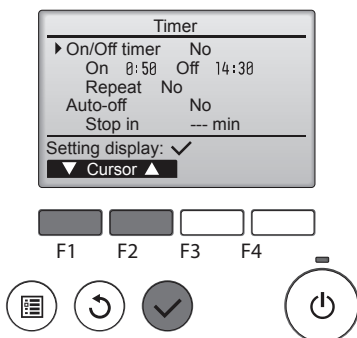 Timer
On/Off timer No
On 0:50 Off 14:30
Repeat No
Auto-off No
Stop in --- min
Setting display: ✓
▼ Cursor ▲
F1 F2 F3 F4